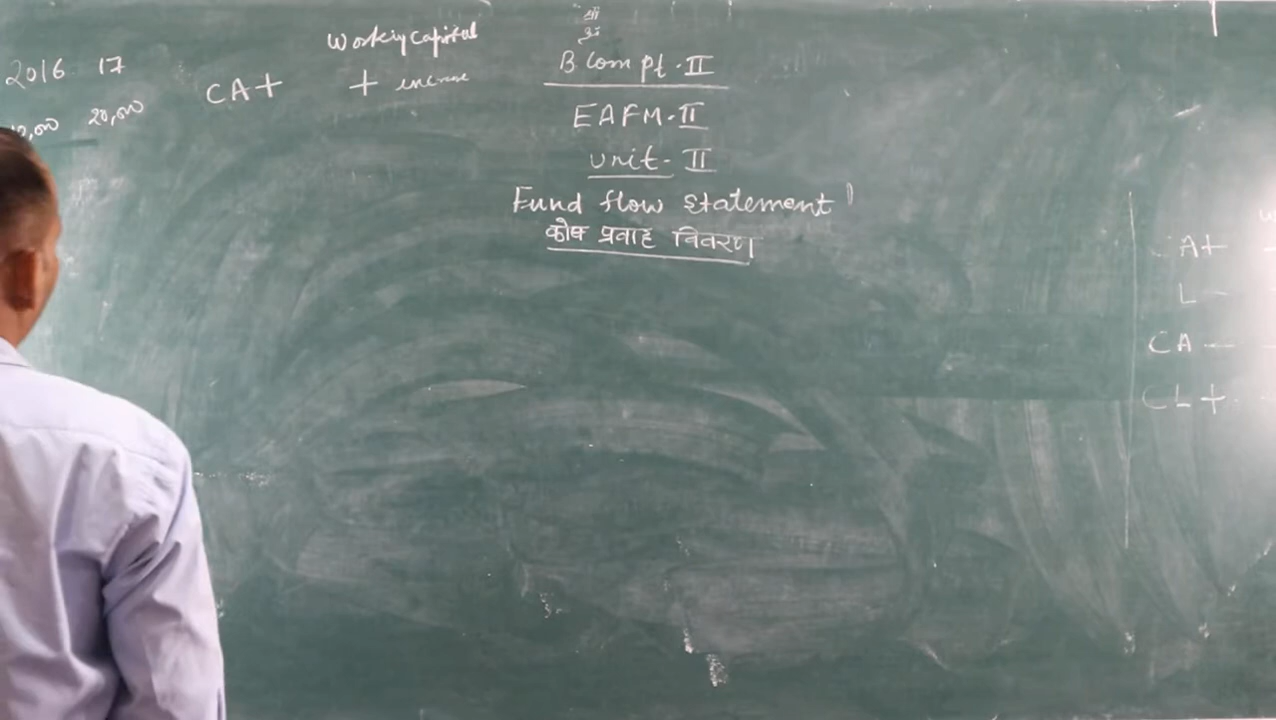 2016 17
20,000
CA+
Working capital
+ increase
श्री
B Com pt. II
EAFM. II
Unit- II
Fund flow statement
कोष प्रवाह विवरण
A+
L -
CA -
CL +